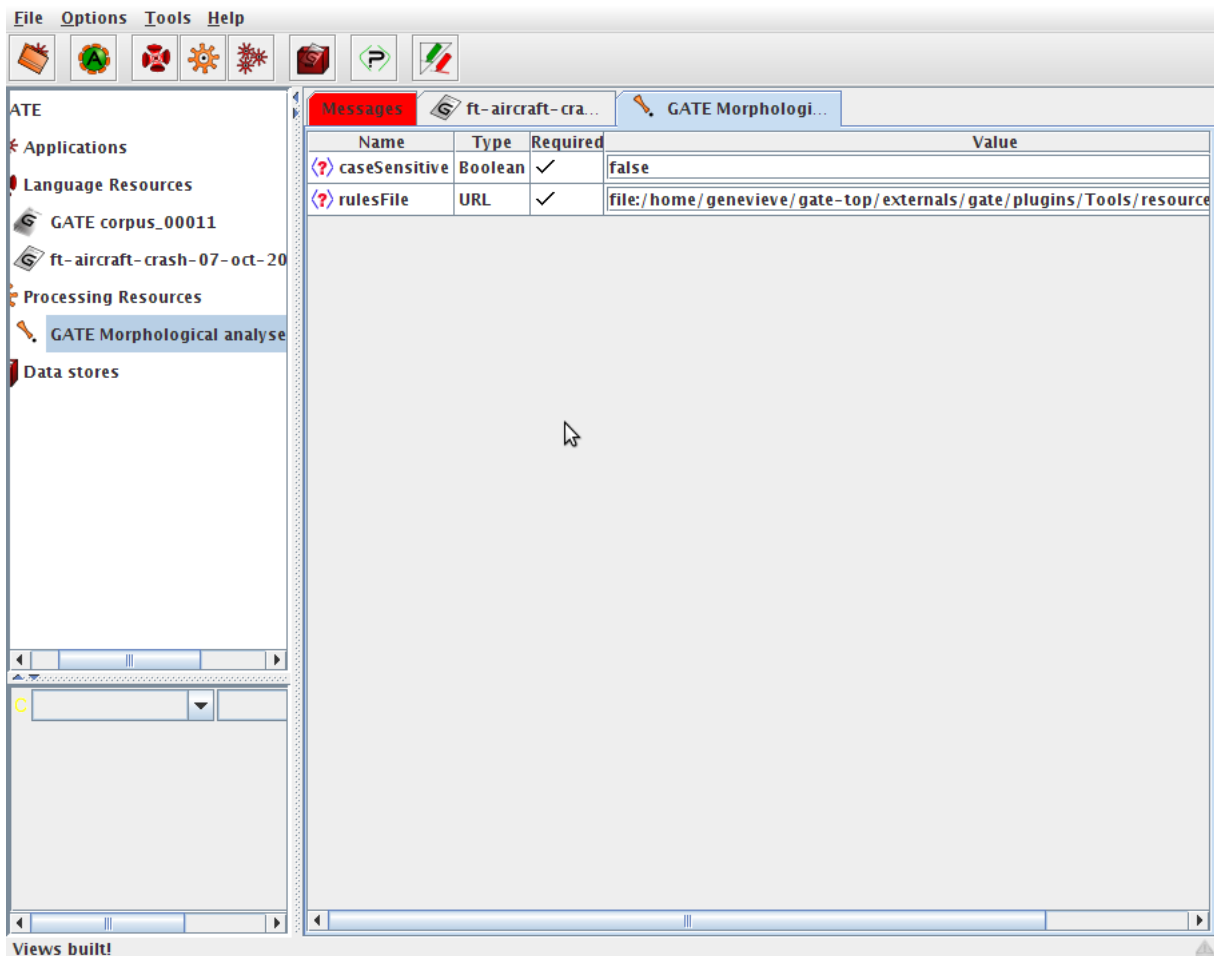 File Options Tools Help
Messages ft-aircraft-cra... GATE Morphologi...
ATE
Applications
Language Resources
GATE corpus_00011
ft-aircraft-crash-07-oct-20
Processing Resources
GATE Morphological analyse
Data stores
Name Type Required Value
caseSensitive Boolean false
rulesFile URL file:/home/genevieve/gate-top/externals/gate/plugins/Tools/resource
C
Views built!